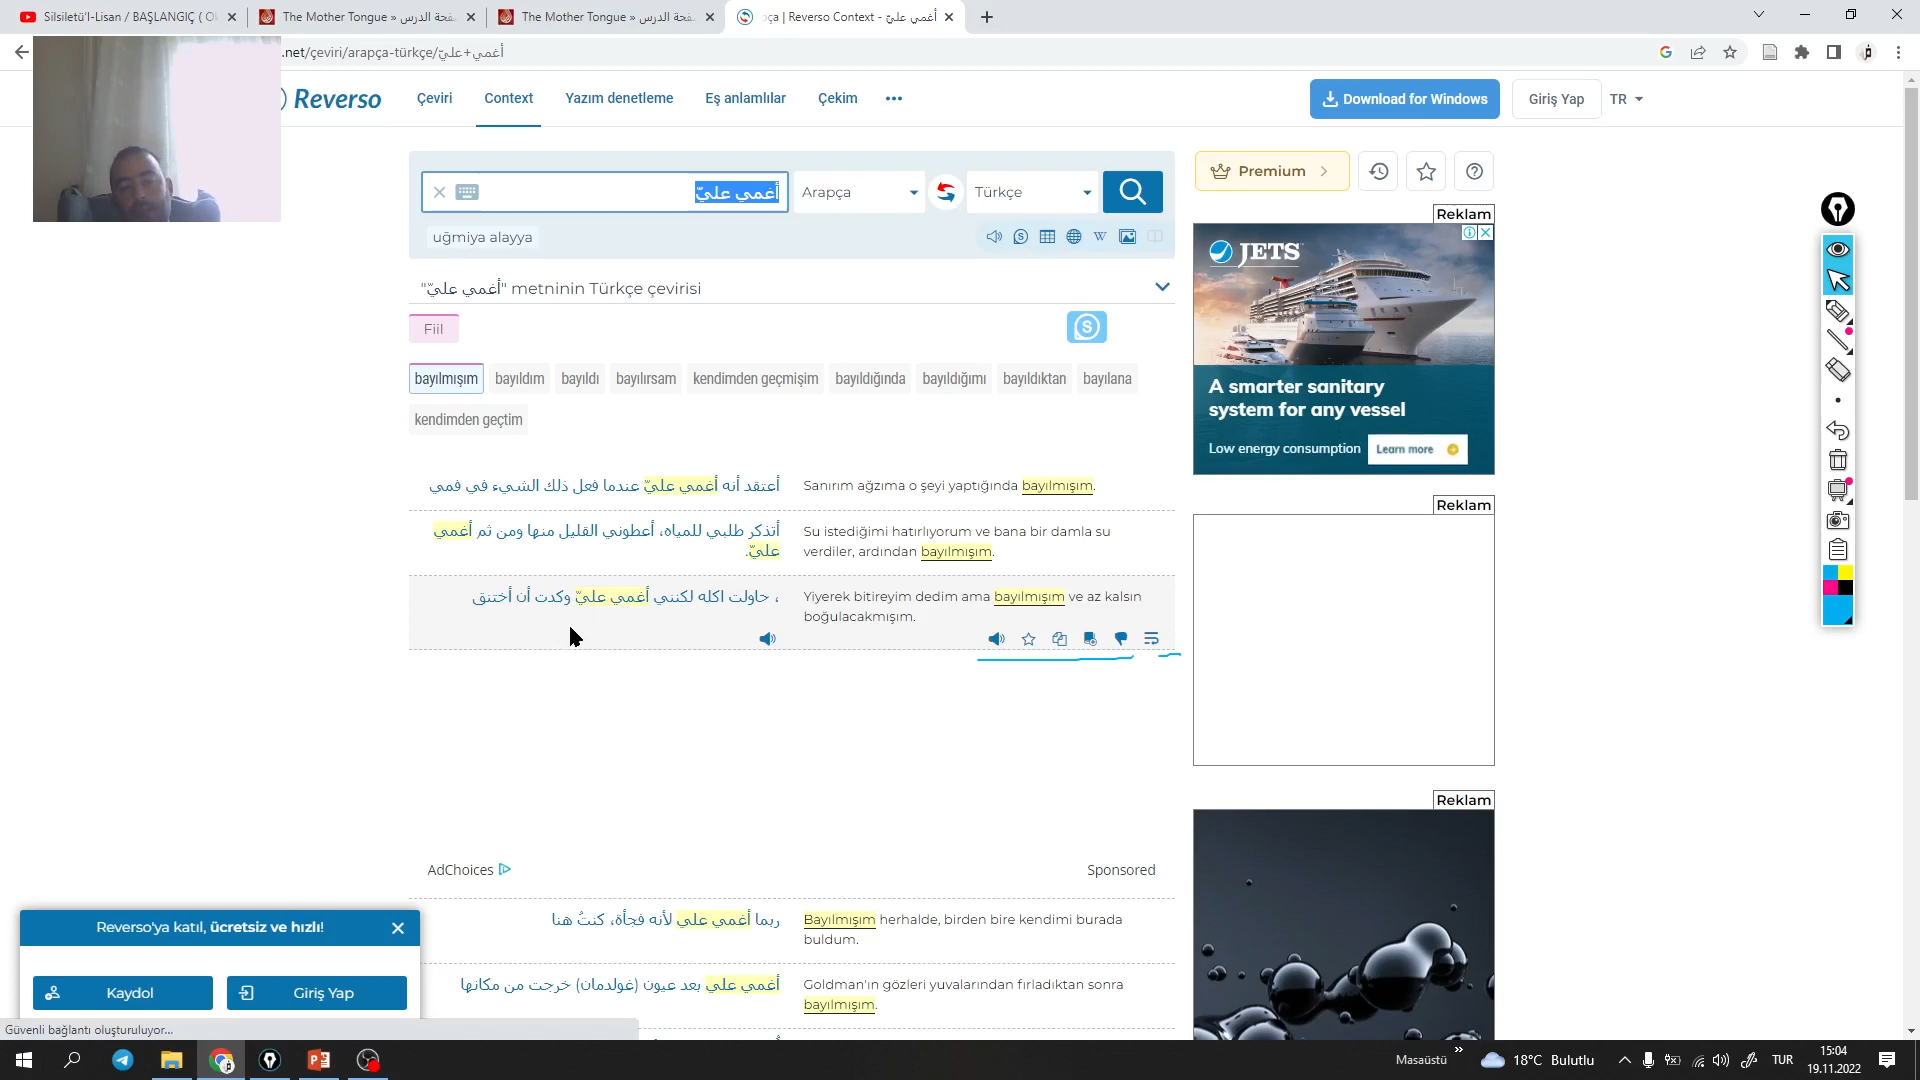 Silsiletü'l-Lisan / BAŞLANGIÇ ( O
The Mother Tongue » صفحة الدرس
The Mother Tongue » صفحة الدرس
أغمي عليّ - Reverso Context | 
.net/çeviri/arapça-türkçe/أغمي+عليّ
Reverso
Çeviri
Context
Yazım denetleme
Eş anlamlılar
Çekim
•••
Download for Windows
Giriş Yap
TR
أغمي عليّ
Arapça
Türkçe
uğmiya alayya
Premium
"أغمي عليّ" metninin Türkçe çevirisi
Fiil
bayılmışım
bayıldım
bayıldı
bayılırsam
kendimden geçmişim
bayıldığında
bayıldığımı
bayıldıktan
bayılana
kendimden geçtim
أعتقد أنه أغمي عليّ عندما فعل ذلك الشيء في فمي
Sanırım ağzıma o şeyi yaptığında bayılmışım.
أتذكر طلبي للمياه، أعطوني القليل منها ومن ثم أغمي
عليّ.
Su istediğimi hatırlıyorum ve bana bir damla su
verdiler, ardından bayılmışım.
، حاولت اكله لكنني أغمي عليّ وكدت أن أختنق
Yiyerek bitireyim dedim ama bayılmışım ve az kalsın
boğulacakmışım.
AdChoices
Sponsored
ربما أغمي علي لأنه فجأة، كنتُ هنا
Bayılmışım herhalde, birden bire kendimi burada
buldum.
أغمي علي بعد عيون (غولدمان) خرجت من مكانها
Goldman'ın gözleri yuvalarından fırladıktan sonra
bayılmışım.
Reklam
JETS
A smarter sanitary
system for any vessel
Low energy consumption
Learn more
Reklam
Reklam
Reverso'ya katıl, ücretsiz ve hızlı!
Kaydol
Giriş Yap
Güvenli bağlantı oluşturuluyor...
Masaüstü
18°C Bulutlu
TUR
15:04
19.11.2022